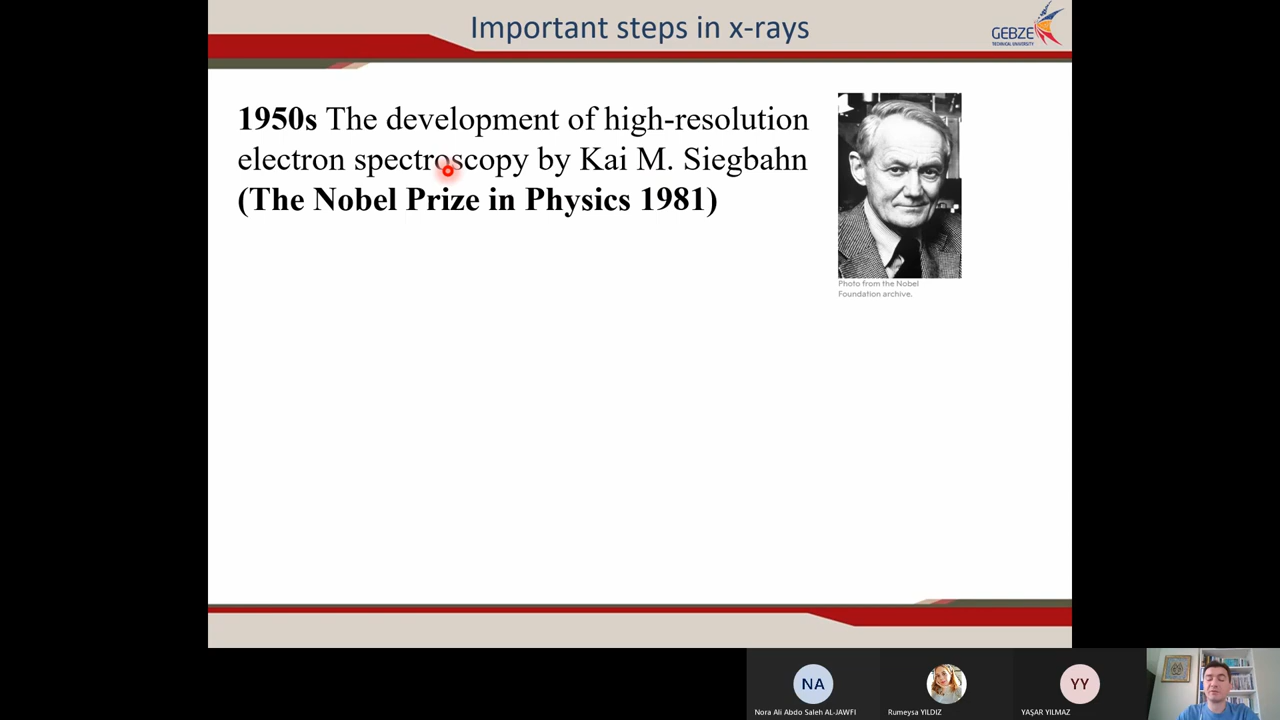 Important steps in x-rays
GEBZE
TECHNICAL UNIVERSITY
1950s The development of high-resolution
electron spectroscopy by Kai M. Siegbahn
(The Nobel Prize in Physics 1981)
Photo from the Nobel
Foundation archive.
NA
YY
Nora Ali Abdo Saleh AL-JAWFI
Rumeysa YILDIZ
YAŞAR YILMAZ